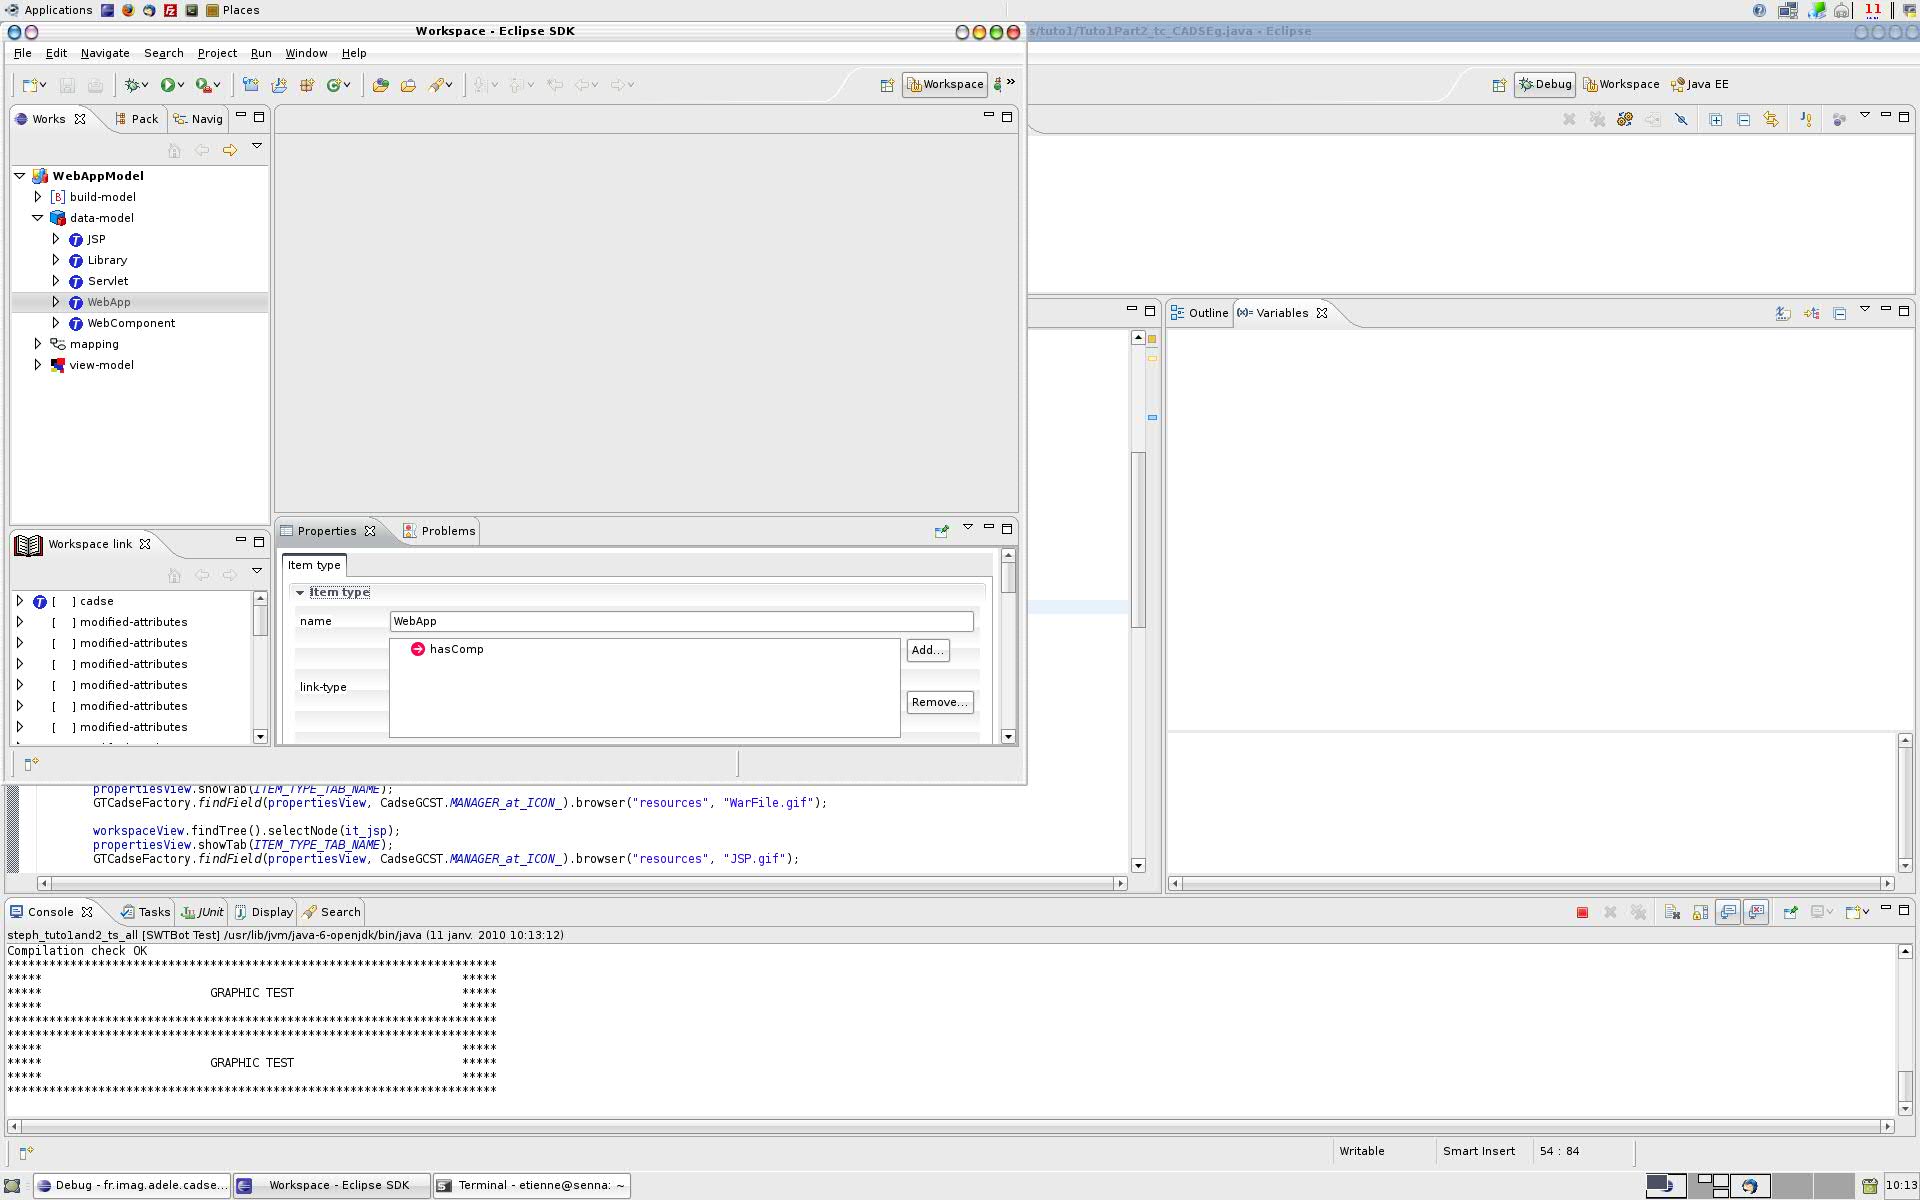 Applications Places 11
Workspace - Eclipse SDK
s/tuto1/Tuto1Part2_tc_CADSEg.java - Eclipse
File Edit Navigate Search Project Run Window Help
Workspace »
Debug Workspace Java EE
Works Pack Navig
WebAppModel
build-model
data-model
JSP
Library
Servlet
WebApp
WebComponent
mapping
view-model
Outline (x)= Variables
Workspace link
[ ] cadse
[ ] modified-attributes
[ ] modified-attributes
[ ] modified-attributes
[ ] modified-attributes
[ ] modified-attributes
[ ] modified-attributes
Properties Problems
Item type
Item type
name WebApp
hasComp Add...
link-type
Remove...
propertiesView.showTab(ITEM_TYPE_TAB_NAME);
GTCadseFactory.findField(propertiesView, CadseGCST.MANAGER_at_ICON_).browser("resources", "WarFile.gif");
workspaceView.findTree().selectNode(it_jsp);
propertiesView.showTab(ITEM_TYPE_TAB_NAME);
GTCadseFactory.findField(propertiesView, CadseGCST.MANAGER_at_ICON_).browser("resources", "JSP.gif");
Console Tasks JUnit Display Search
steph_tuto1and2_ts_all [SWTBot Test] /usr/lib/jvm/java-6-openjdk/bin/java (11 janv. 2010 10:13:12)
Compilation check OK
**********************************************************************
***** *****
***** GRAPHIC TEST *****
***** *****
**********************************************************************
**********************************************************************
***** *****
***** GRAPHIC TEST *****
***** *****
**********************************************************************
Writable Smart Insert 54 : 84
Debug - fr.imag.adele.cadse... Workspace - Eclipse SDK Terminal - etienne@senna: ~ 10:13